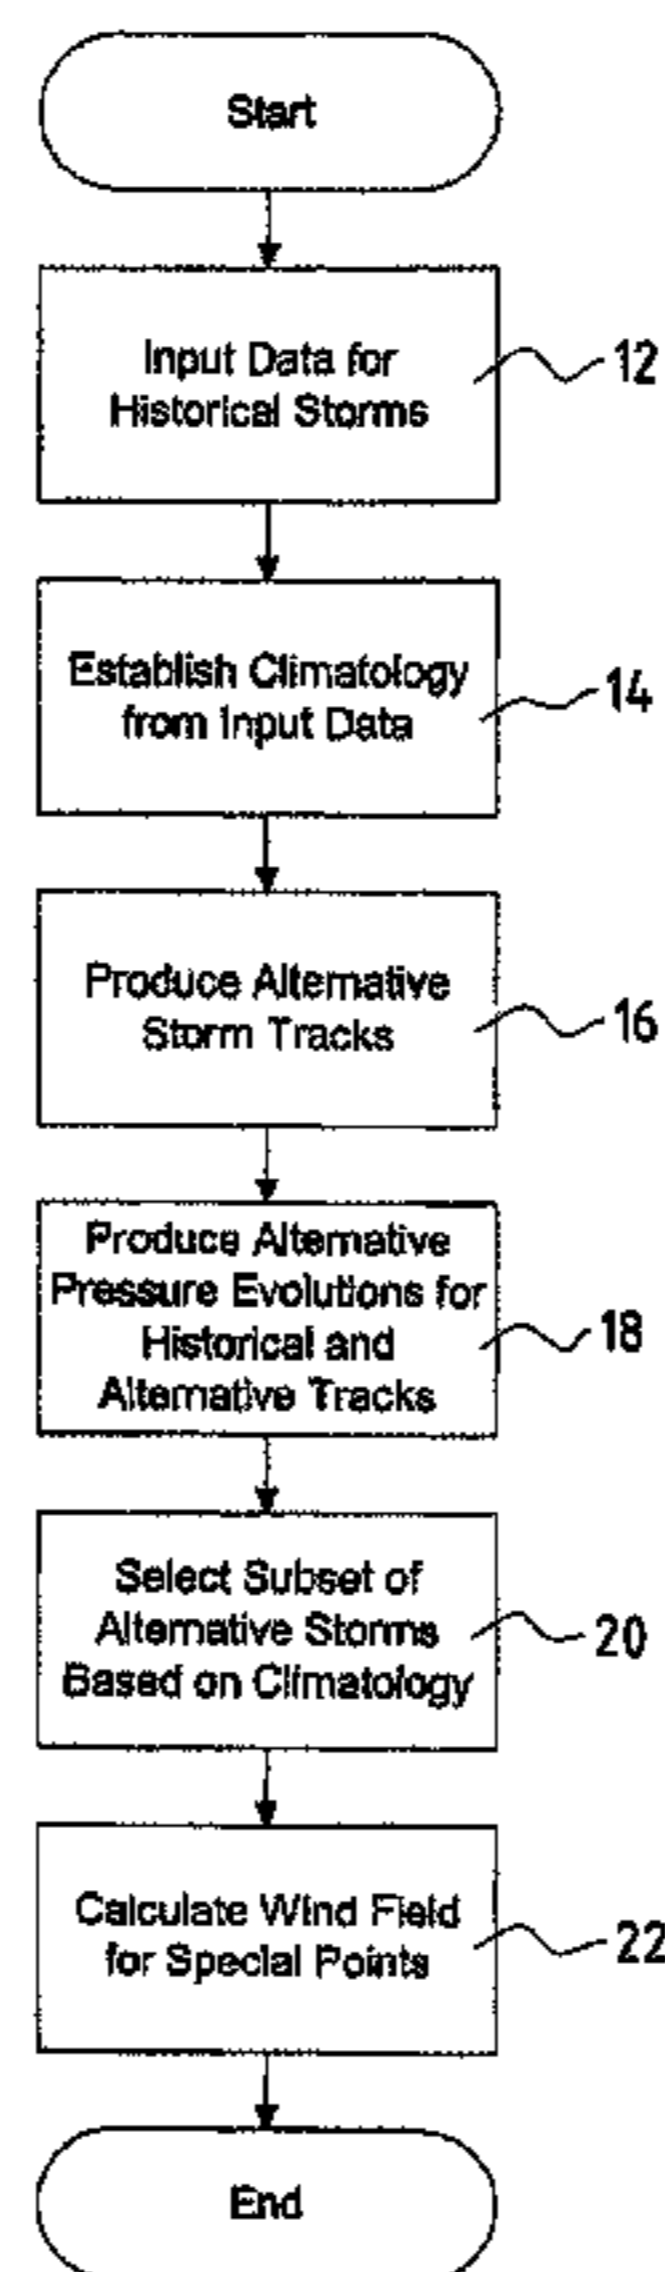 Start
Input Data for
Historical Storms
12
Establish Climatology
from Input Data
14
Produce Alternative
Storm Tracks
16
Produce Alternative
Pressure Evolutions for
Historical and
Alternative Tracks
18
Select Subset of
Alternative Storms
Based on Climatology
20
Calculate Wind Field
for Special Points
22
End